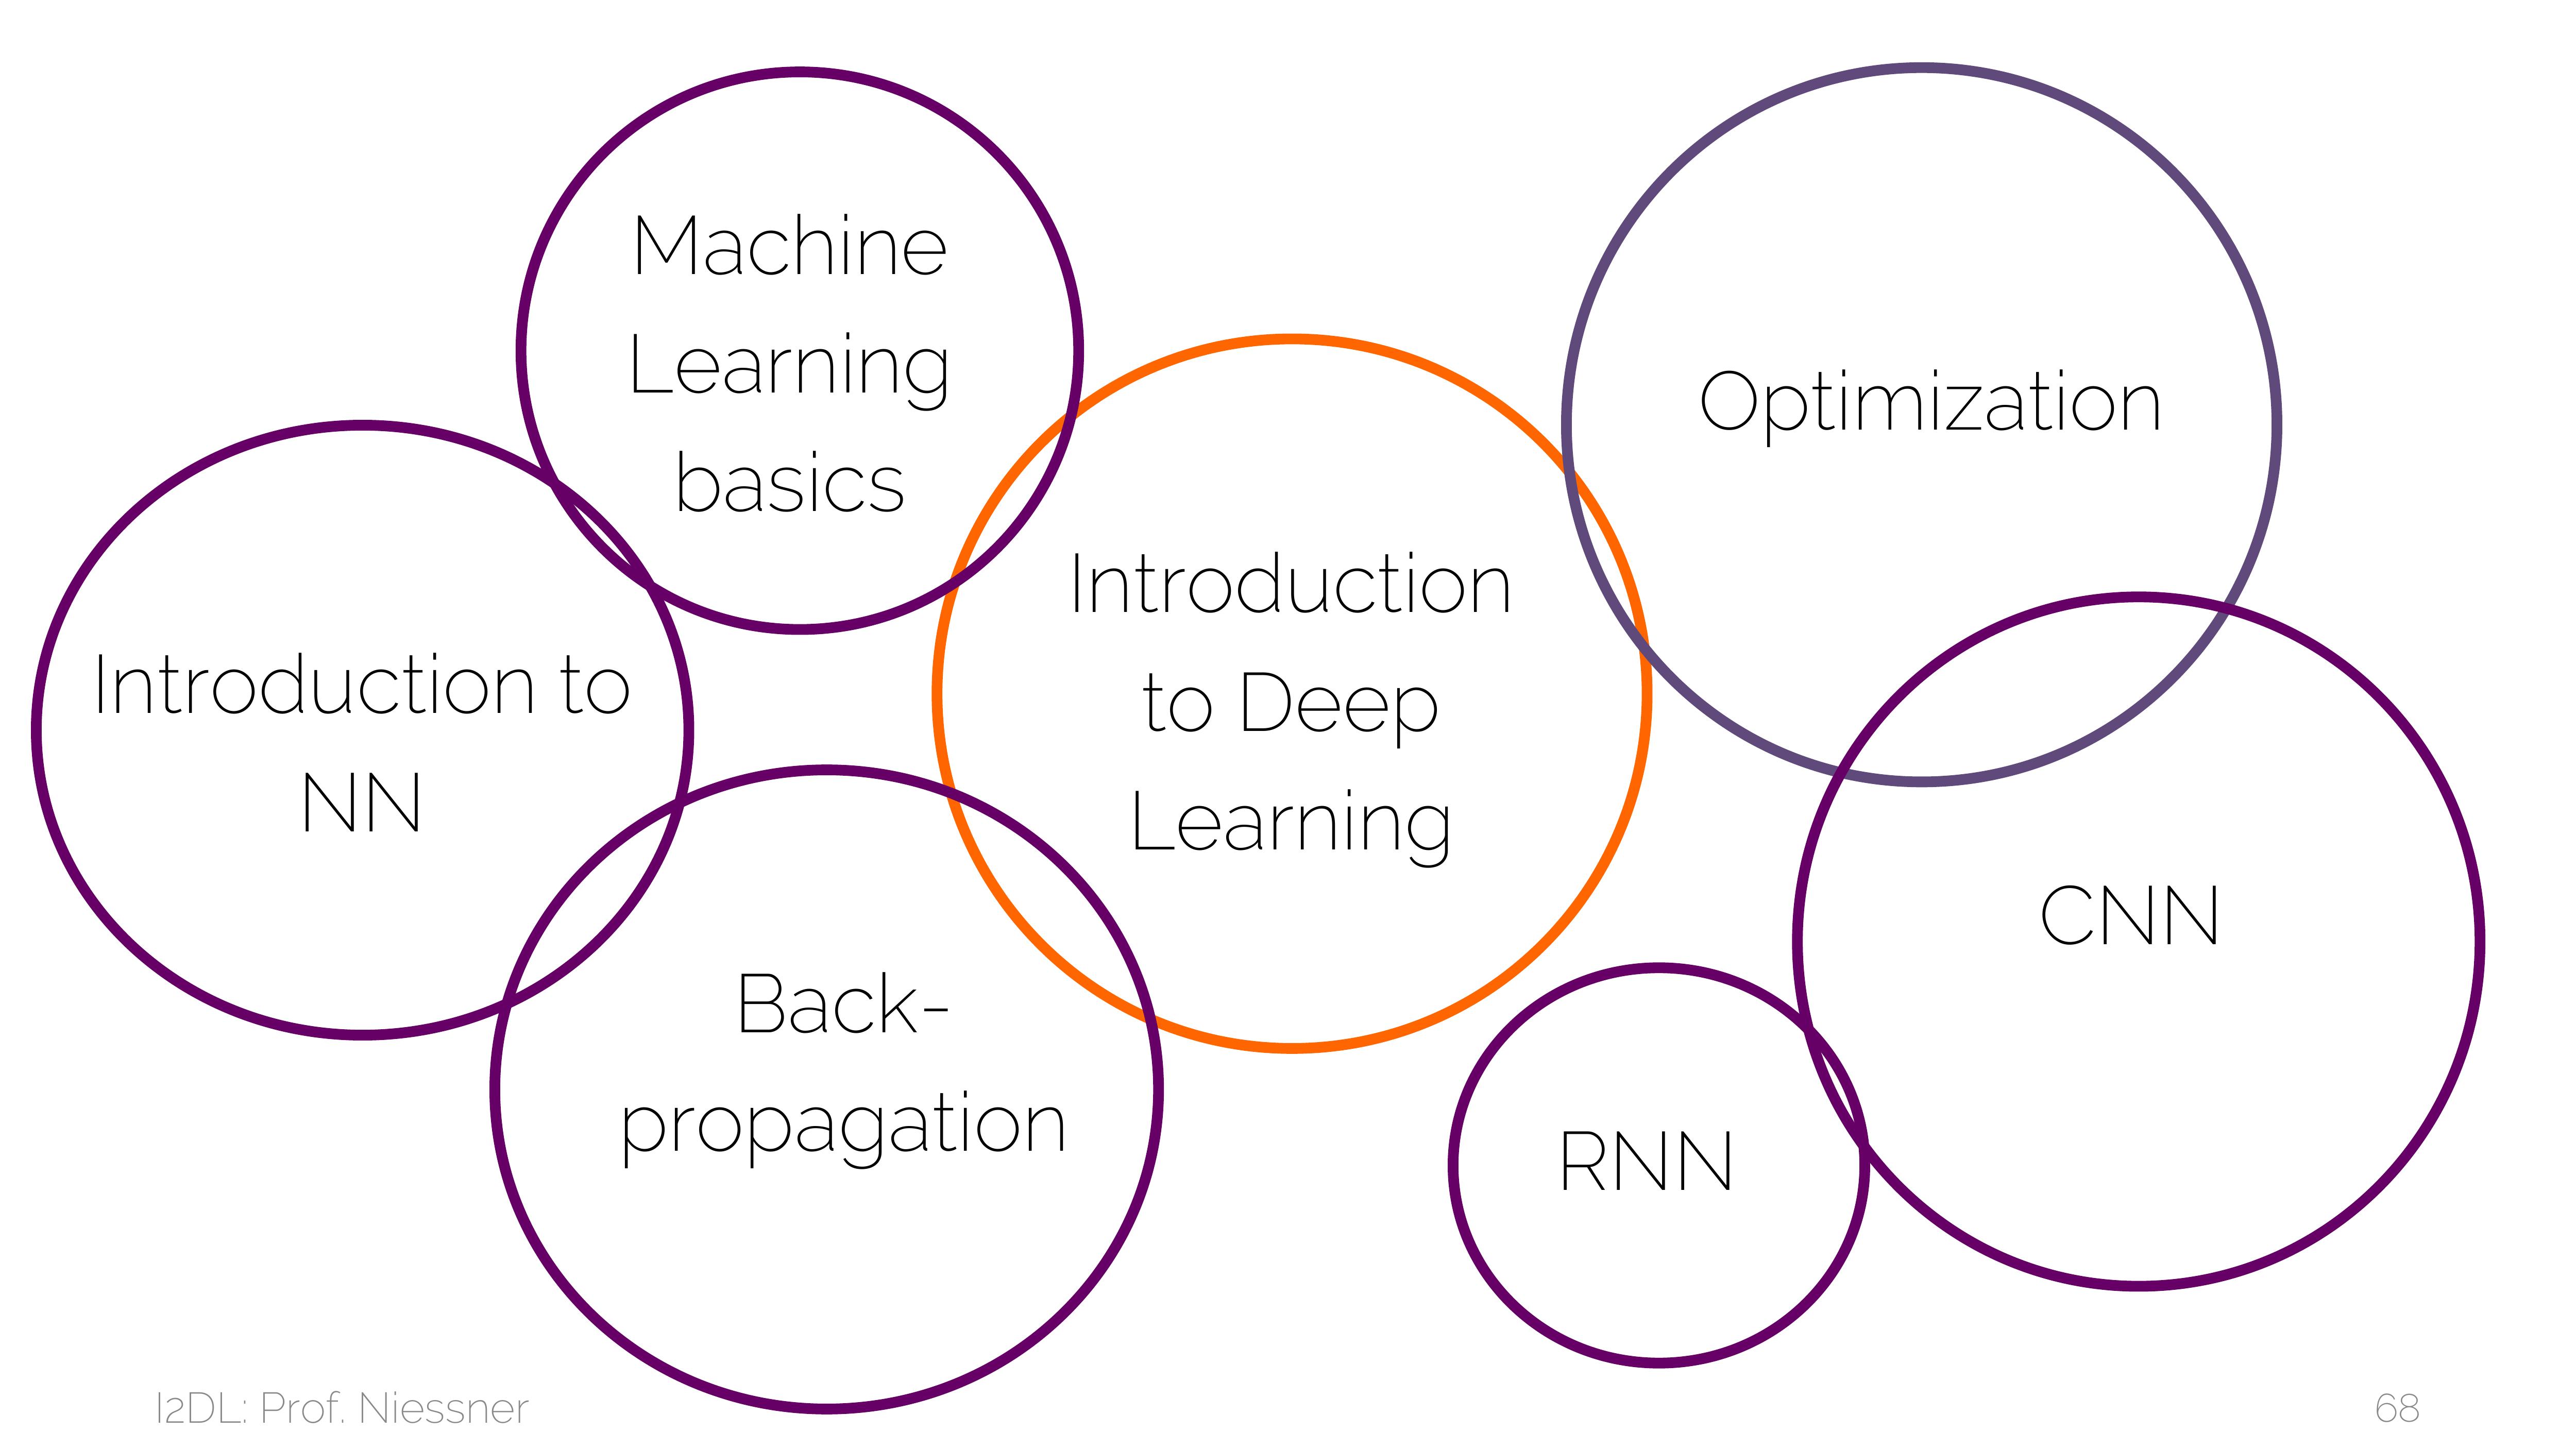 Machine
Learning
basics
Optimization
Introduction
to Deep
Learning
Introduction to
NN
CNN
Back-
propagation
RNN
I2DL: Prof. Niessner
68